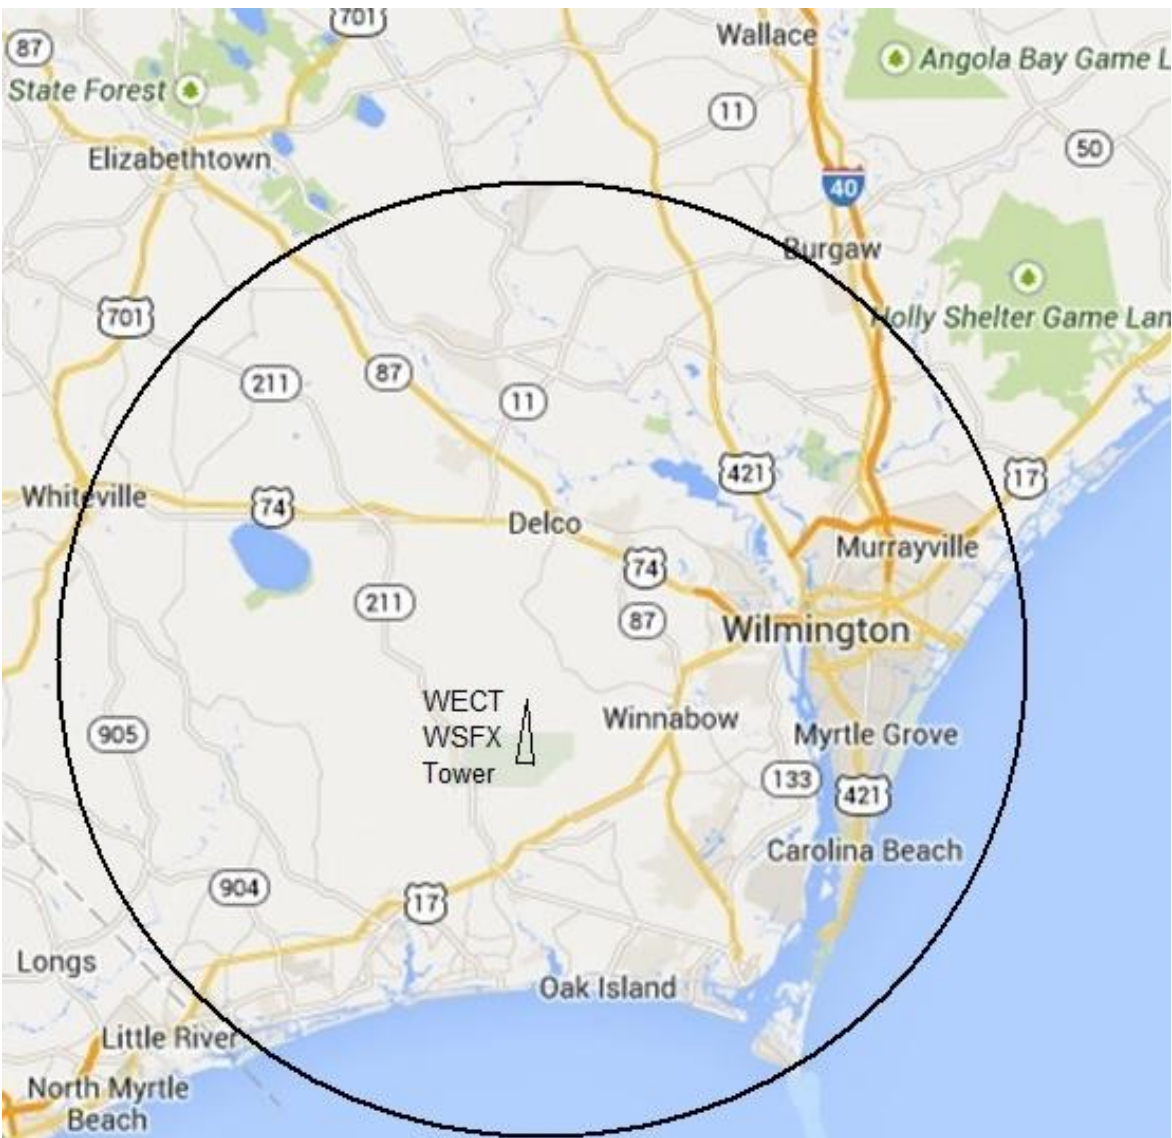 701
87
Wallace
Angola Bay Game L
State Forest
11
50
Elizabethtown
40
Burgaw
701
Holly Shelter Game Lan
211
87
11
421
17
Whiteville
74
Delco
Murrayville
74
211
87
Wilmington
WECT
WSFX
Tower
Winnabow
905
Myrtle Grove
133
421
Carolina Beach
904
17
Longs
Oak Island
Little River
North Myrtle
Beach